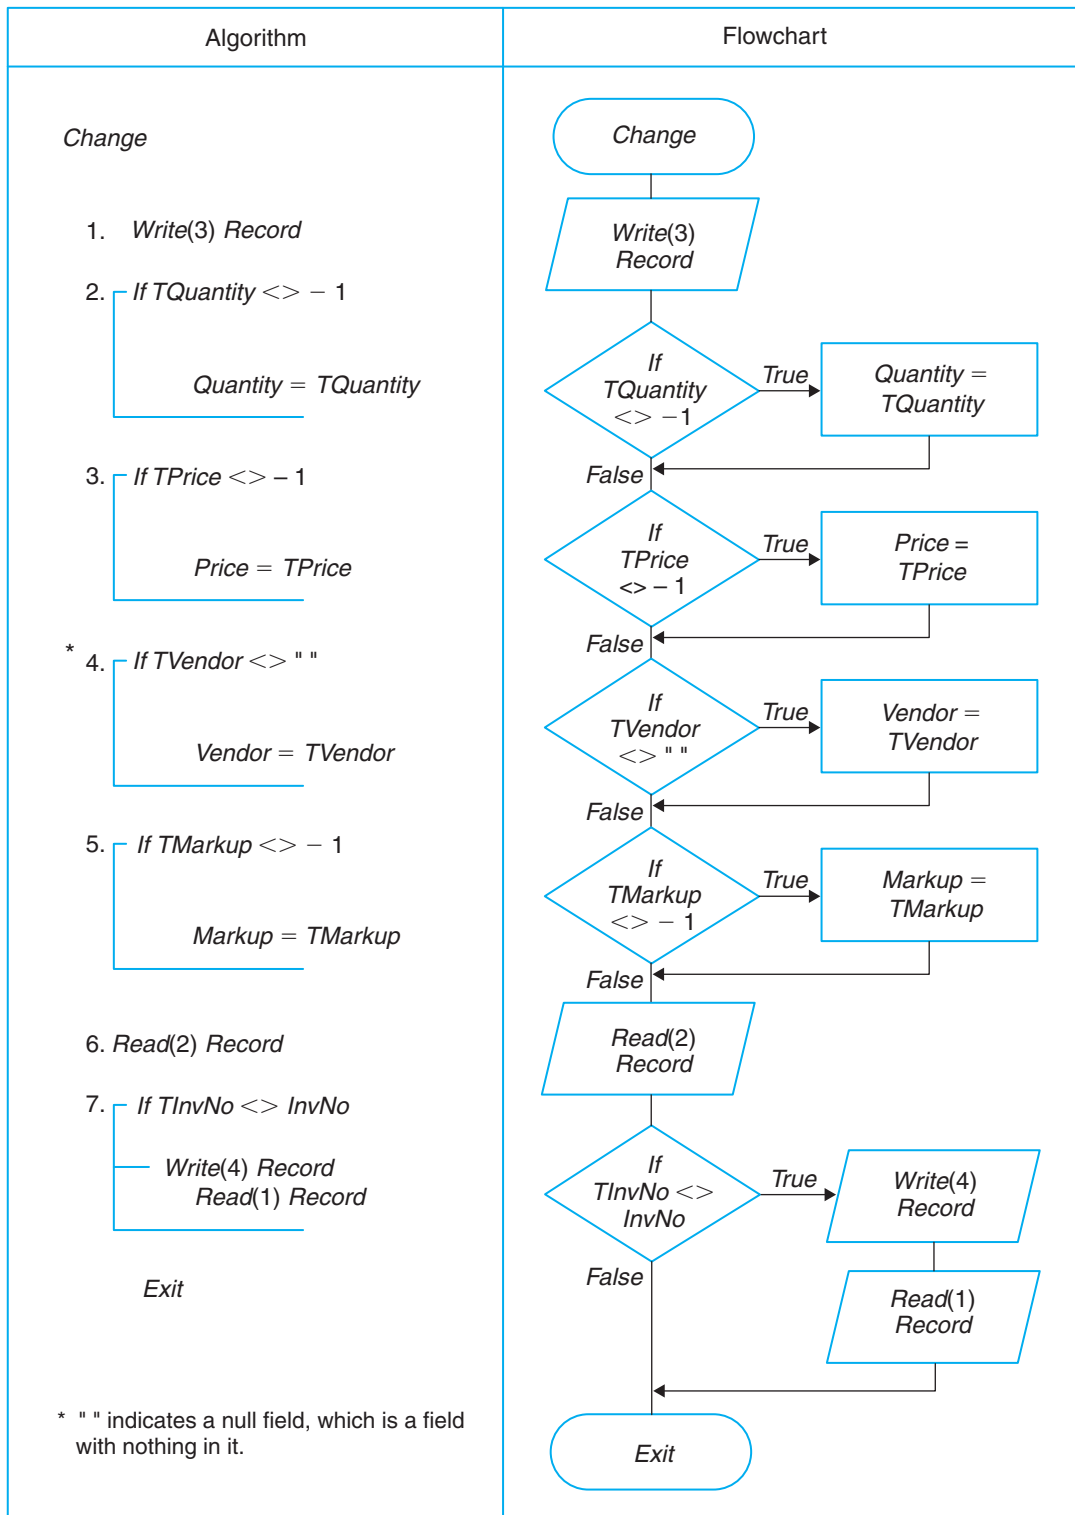 Algorithm
Change
1. Write(3) Record
2. If TQuantity <> − 1
Quantity = TQuantity
3. If TPrice <> – 1
Price = TPrice
* 4. If TVendor <> " "
Vendor = TVendor
5. If TMarkup <> − 1
Markup = TMarkup
6. Read(2) Record
7. If TInvNo <> InvNo
Write(4) Record
Read(1) Record
Exit
* " " indicates a null field, which is a field
with nothing in it.
Flowchart
Change
Write(3)
Record
If
TQuantity
<> −1
True
Quantity =
TQuantity
False
If
TPrice
<> – 1
True
Price =
TPrice
False
If
TVendor
<> " "
True
Vendor =
TVendor
False
If
TMarkup
<> − 1
True
Markup =
TMarkup
False
Read(2)
Record
If
TInvNo <>
InvNo
True
Write(4)
Record
Read(1)
Record
False
Exit